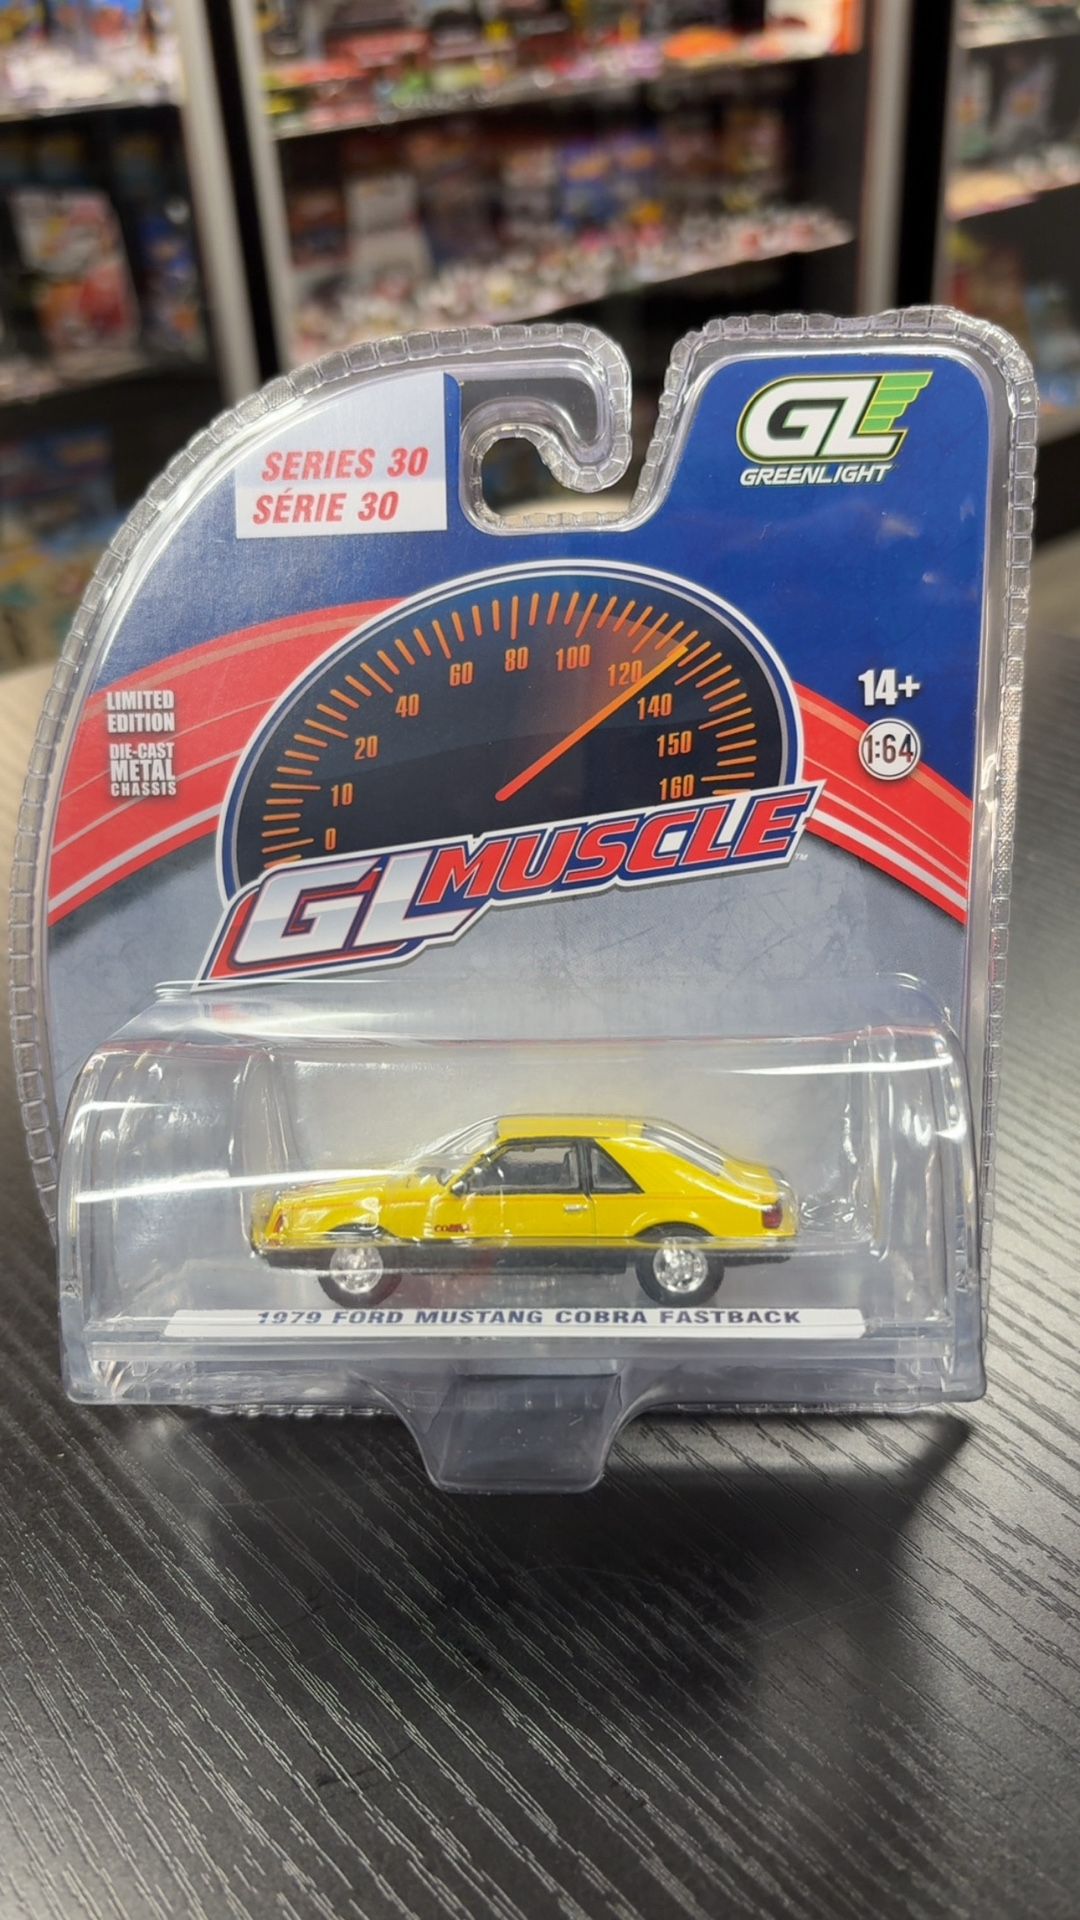 SERIES 30
SÉRIE 30
GL
GREENLIGHT
LIMITED
EDITION
DIE-CAST
METAL
CHASSIS
14+
1:64
0
10
20
40
60
80
100
120
140
150
160
GL MUSCLE™
COBRA
1979 FORD MUSTANG COBRA FASTBACK